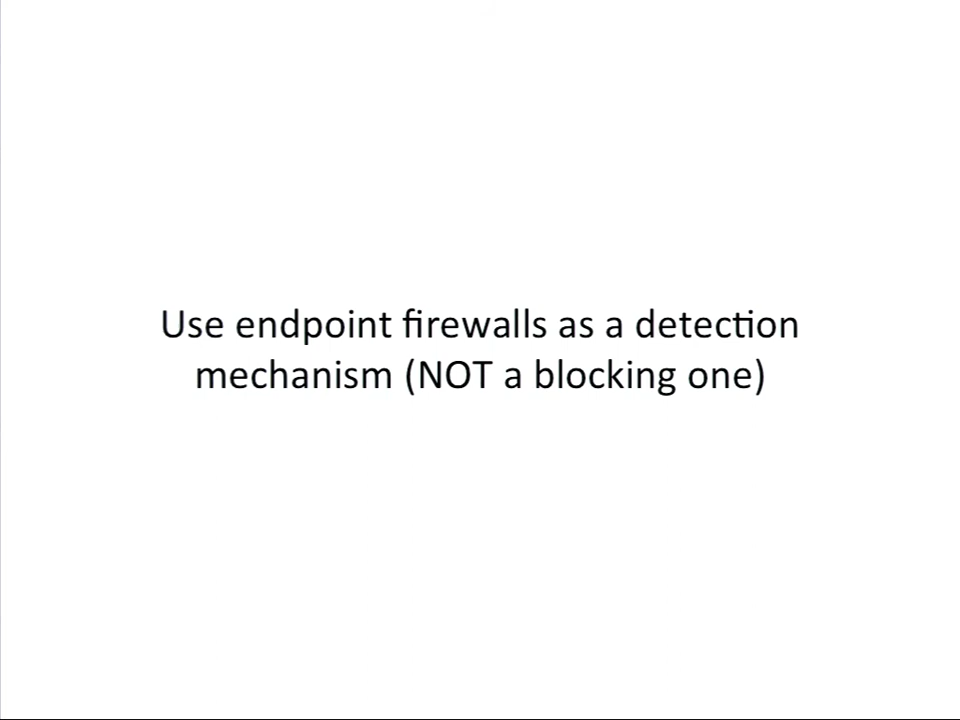 Use endpoint firewalls as a detection
mechanism (NOT a blocking one)